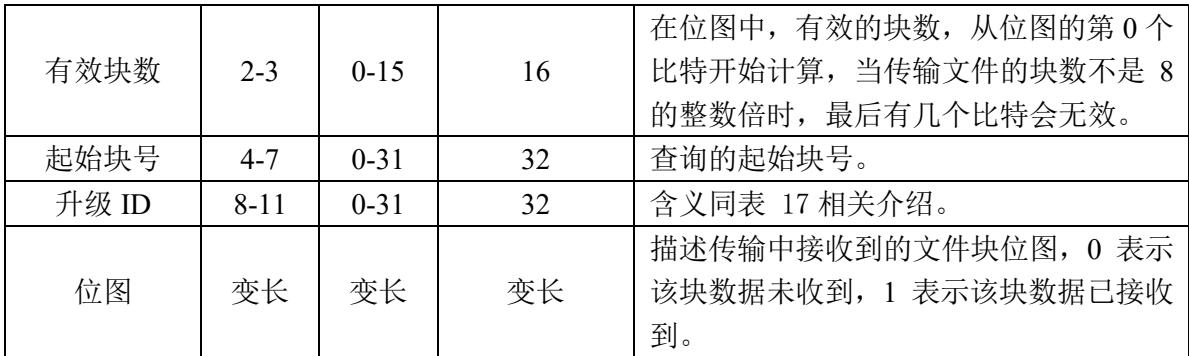 在位图中，有效的块数，从位图的第 0 个
有效块数 2-3 0-15 16 比特开始计算，当传输文件的块数不是 8
的整数倍时，最后有几个比特会无效。
起始块号 4-7 0-31 32 查询的起始块号。
升级 ID 8-11 0-31 32 含义同表 17 相关介绍。
描述传输中接收到的文件块位图，0 表示
位图 变长 变长 变长 该块数据未收到，1 表示该块数据已接收
到。